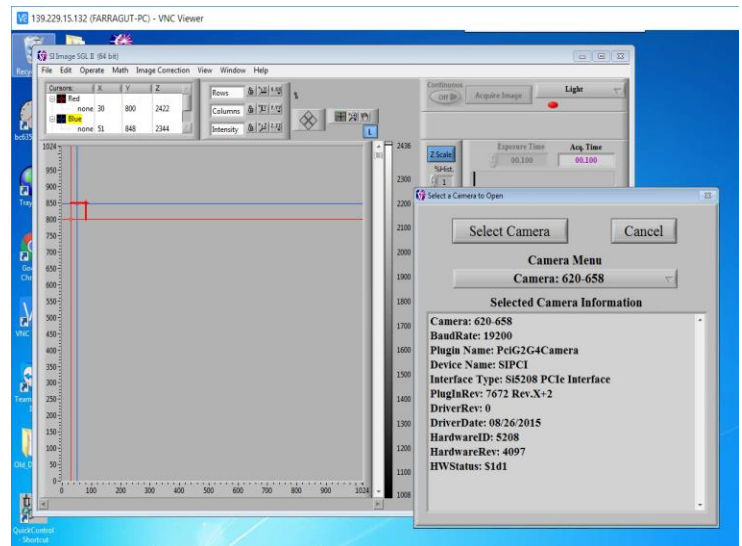 139.229.15.132 (FARRAGUT-PC) - VNC Viewer
SI Image SGL II (64 bit)
File Edit Operate Math Image Correction View Window Help
Cursors: X Y Z
Red
none 30 800 2422
Blue
none 51 848 2344
Rows
Columns
Intensity
L
Continuous
Off
Acquire Image
Light
Exposure Time
Acq. Time
00.100
00.100
Z Scale
%Hist.
1
1024
950
900
850
800
750
700
650
600
550
500
450
400
350
300
250
200
150
100
50
0
0 100 200 300 400 500 600 700 800 900 1024
2436
2300
2200
2100
2000
1900
1800
1700
1600
1500
1400
1300
1200
1100
1008
Select a Camera to Open
Select Camera Cancel
Camera Menu
Camera: 620-658
Selected Camera Information
Camera: 620-658
BaudRate: 19200
Plugin Name: PciG2G4Camera
Device Name: SIPCI
Interface Type: Si5208 PCIe Interface
PlugInRev: 7672 Rev.X+2
DriverRev: 0
DriverDate: 08/26/2015
HardwareID: 5208
HardwareRev: 4097
HWStatus: S1d1
QuickControl
- Shortcut